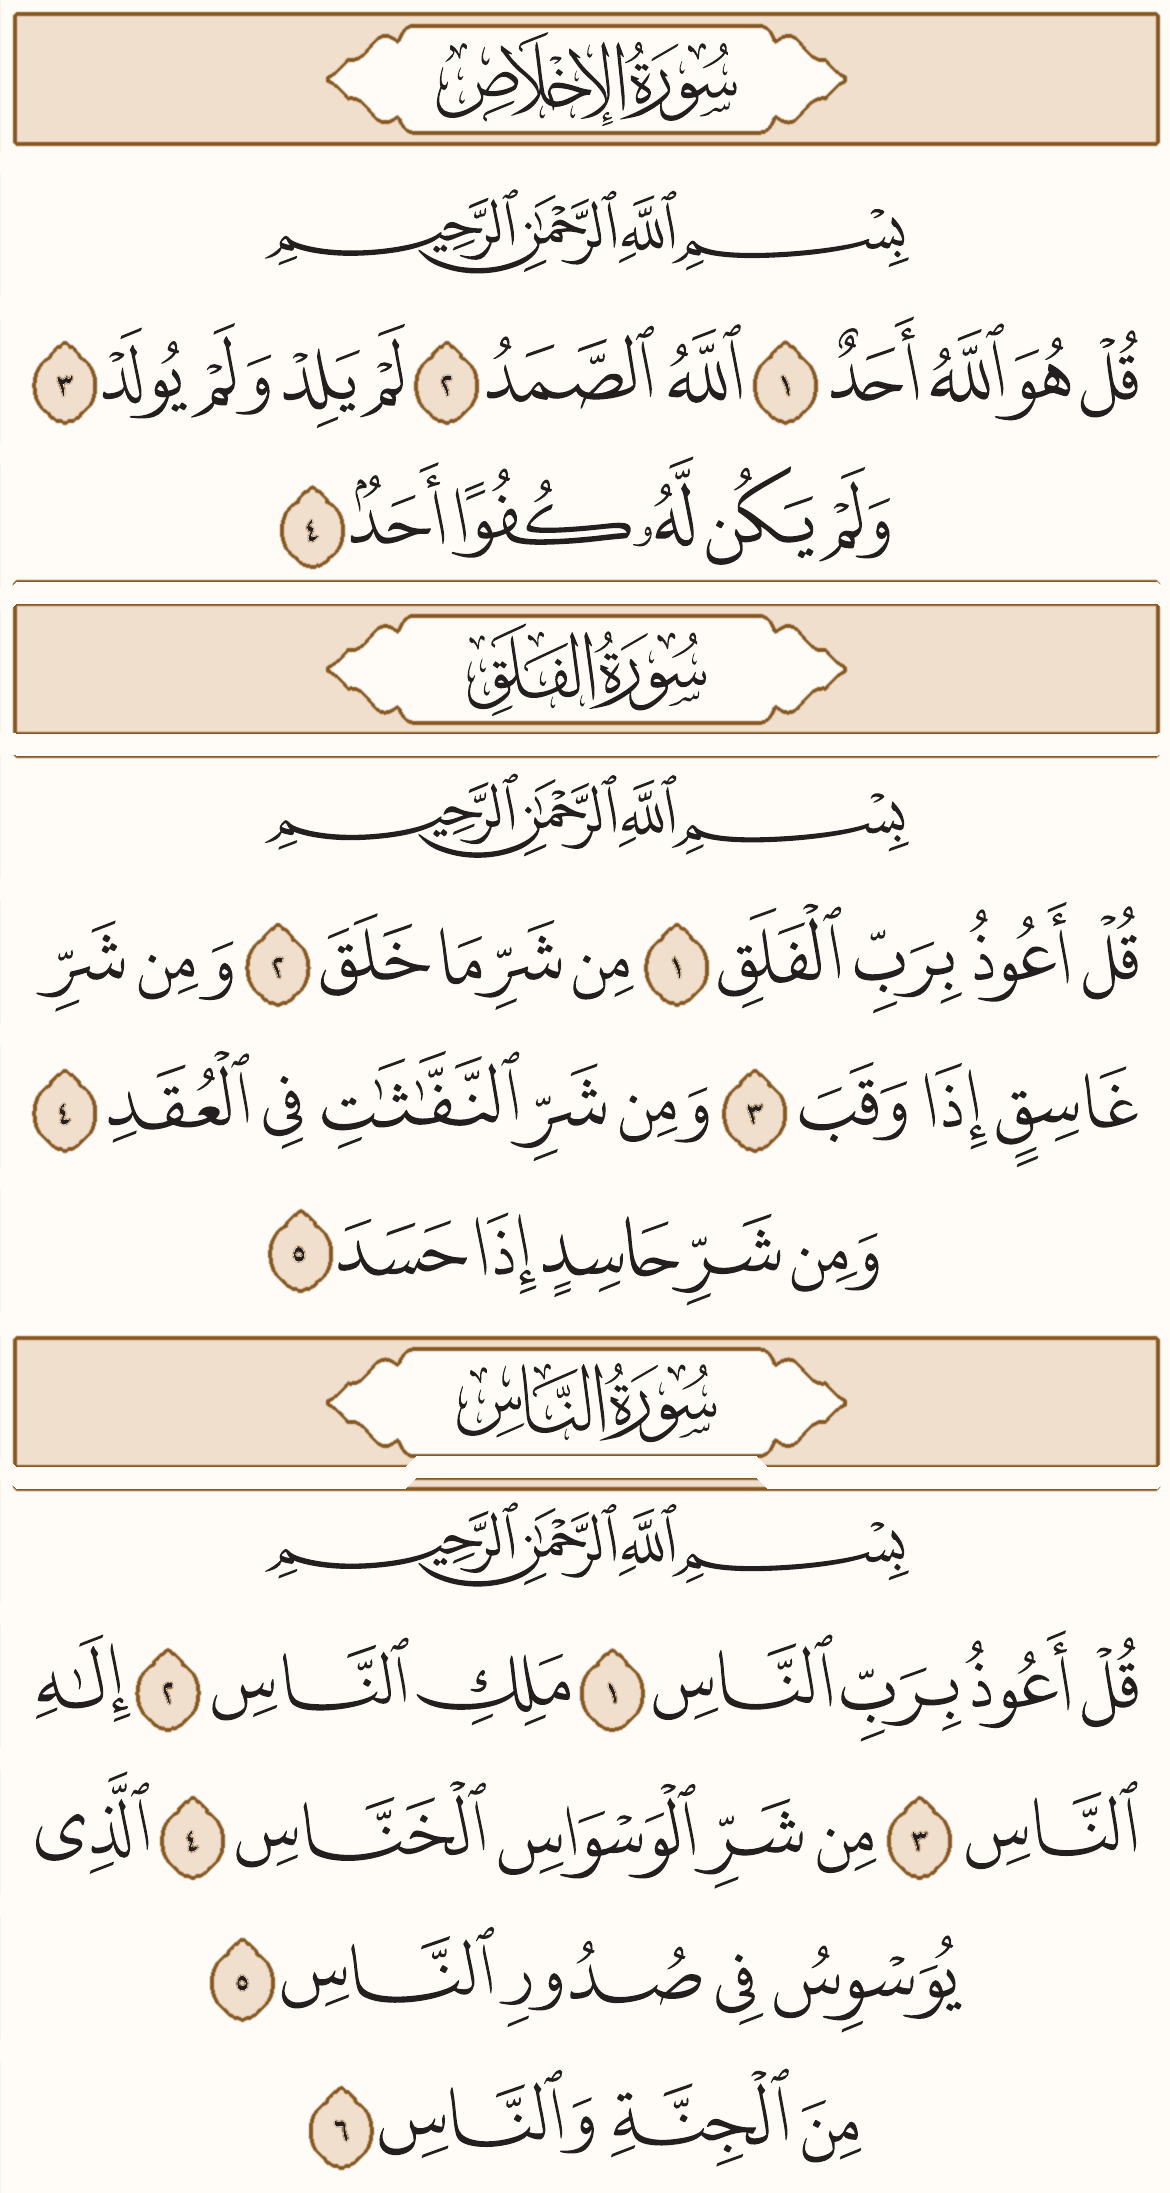 سُورَةُ الإِخْلَاصِ
بِسْمِ ٱللَّهِ ٱلرَّحْمَٰنِ ٱلرَّحِيمِ
قُلْ هُوَ ٱللَّهُ أَحَدٌ ١ ٱللَّهُ ٱلصَّمَدُ ٢ لَمْ يَلِدْ وَلَمْ يُولَدْ ٣
وَلَمْ يَكُن لَّهُۥ كُفُوًا أَحَدٌۢ ٤
سُورَةُ الفَلَقِ
بِسْمِ ٱللَّهِ ٱلرَّحْمَٰنِ ٱلرَّحِيمِ
قُلْ أَعُوذُ بِرَبِّ ٱلْفَلَقِ ١ مِن شَرِّ مَا خَلَقَ ٢ وَمِن شَرِّ
غَاسِقٍ إِذَا وَقَبَ ٣ وَمِن شَرِّ ٱلنَّفَّٰثَٰتِ فِى ٱلْعُقَدِ ٤
وَمِن شَرِّ حَاسِدٍ إِذَا حَسَدَ ٥
سُورَةُ النَّاسِ
بِسْمِ ٱللَّهِ ٱلرَّحْمَٰنِ ٱلرَّحِيمِ
قُلْ أَعُوذُ بِرَبِّ ٱلنَّاسِ ١ مَلِكِ ٱلنَّاسِ ٢ إِلَٰهِ
ٱلنَّاسِ ٣ مِن شَرِّ ٱلْوَسْوَاسِ ٱلْخَنَّاسِ ٤ ٱلَّذِى
يُوَسْوِسُ فِى صُدُورِ ٱلنَّاسِ ٥
مِنَ ٱلْجِنَّةِ وَٱلنَّاسِ ٦